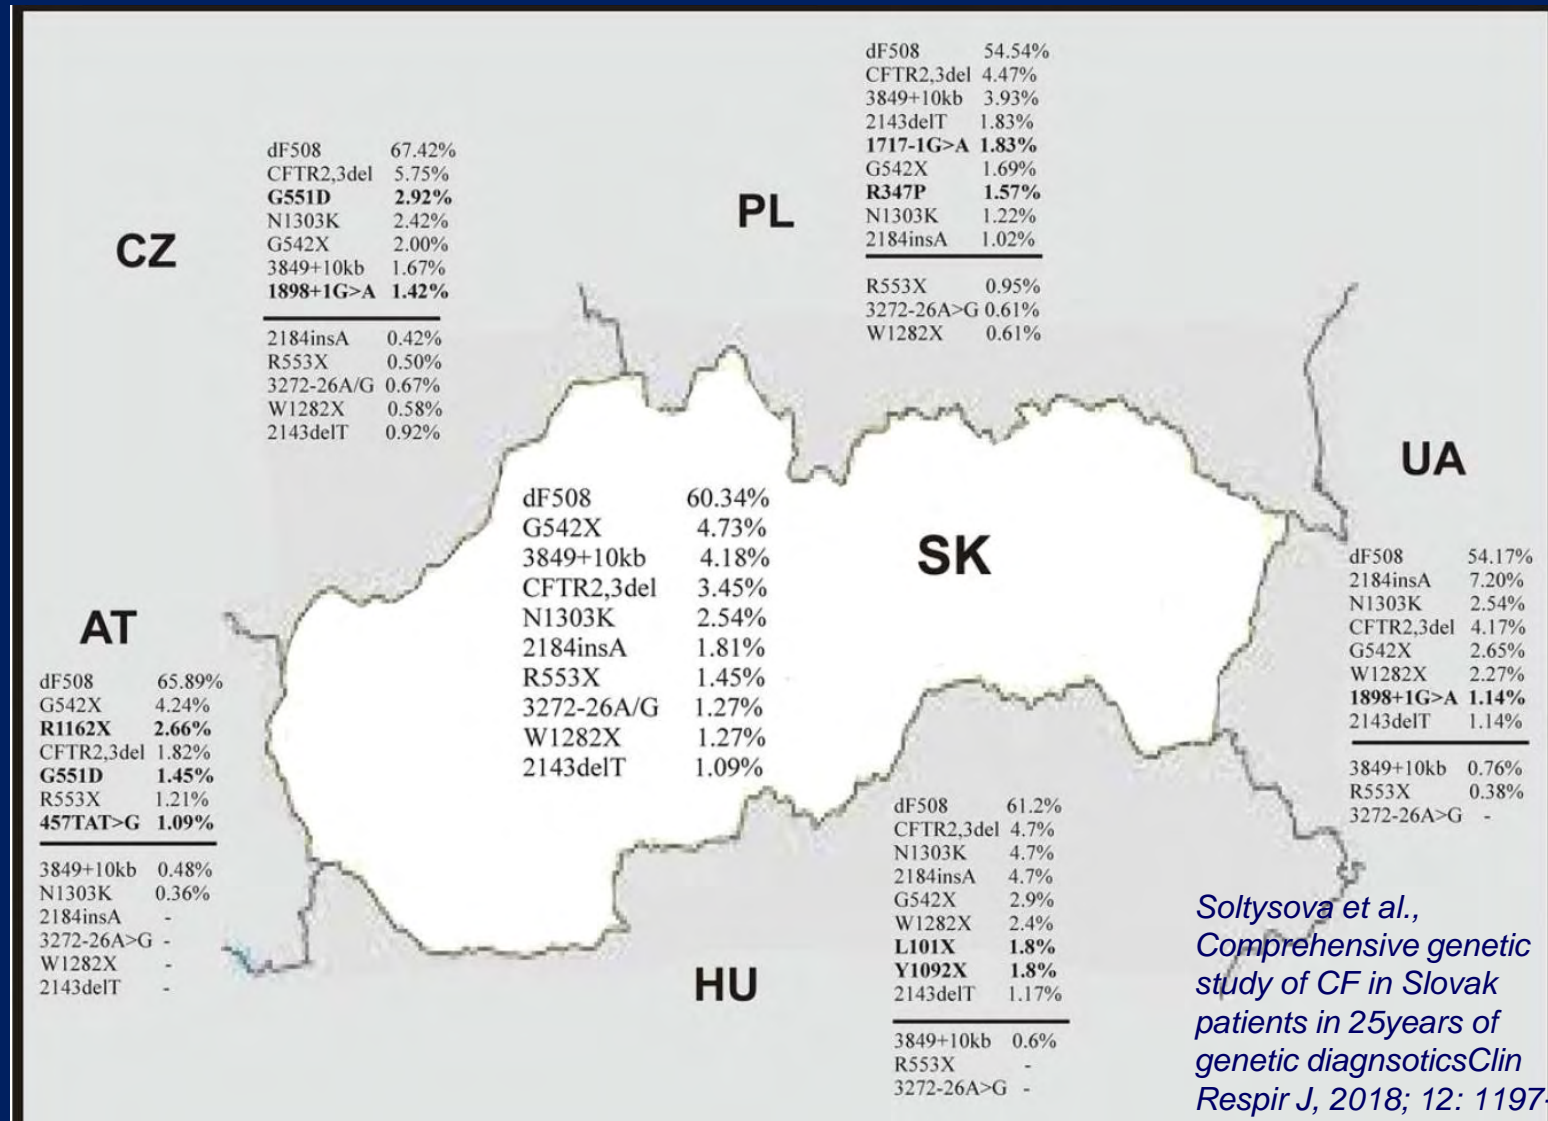 CZ
dF508 67.42%
CFTR2,3del 5.75%
G551D 2.92%
N1303K 2.42%
G542X 2.00%
3849+10kb 1.67%
1898+1G>A 1.42%
2184insA 0.42%
R553X 0.50%
3272-26A/G 0.67%
W1282X 0.58%
2143delT 0.92%
PL
dF508 54.54%
CFTR2,3del 4.47%
3849+10kb 3.93%
2143delT 1.83%
1717-1G>A 1.83%
G542X 1.69%
R347P 1.57%
N1303K 1.22%
2184insA 1.02%
R553X 0.95%
3272-26A>G 0.61%
W1282X 0.61%
SK
dF508 60.34%
G542X 4.73%
3849+10kb 4.18%
CFTR2,3del 3.45%
N1303K 2.54%
2184insA 1.81%
R553X 1.45%
3272-26A/G 1.27%
W1282X 1.27%
2143delT 1.09%
UA
dF508 54.17%
2184insA 7.20%
N1303K 2.54%
CFTR2,3del 4.17%
G542X 2.65%
W1282X 2.27%
1898+1G>A 1.14%
2143delT 1.14%
3849+10kb 0.76%
R553X 0.38%
3272-26A>G -
AT
dF508 65.89%
G542X 4.24%
R1162X 2.66%
CFTR2,3del 1.82%
G551D 1.45%
R553X 1.21%
457TAT>G 1.09%
3849+10kb 0.48%
N1303K 0.36%
2184insA -
3272-26A>G -
W1282X -
2143delT -
HU
dF508 61.2%
CFTR2,3del 4.7%
N1303K 4.7%
2184insA 4.7%
G542X 2.9%
W1282X 2.4%
L101X 1.8%
Y1092X 1.8%
2143delT 1.17%
3849+10kb 0.6%
R553X -
3272-26A>G -
Soltysova et al.,
Comprehensive genetic
study of CF in Slovak
patients in 25years of
genetic diagnsoticsClin
Respir J, 2018; 12: 1197-